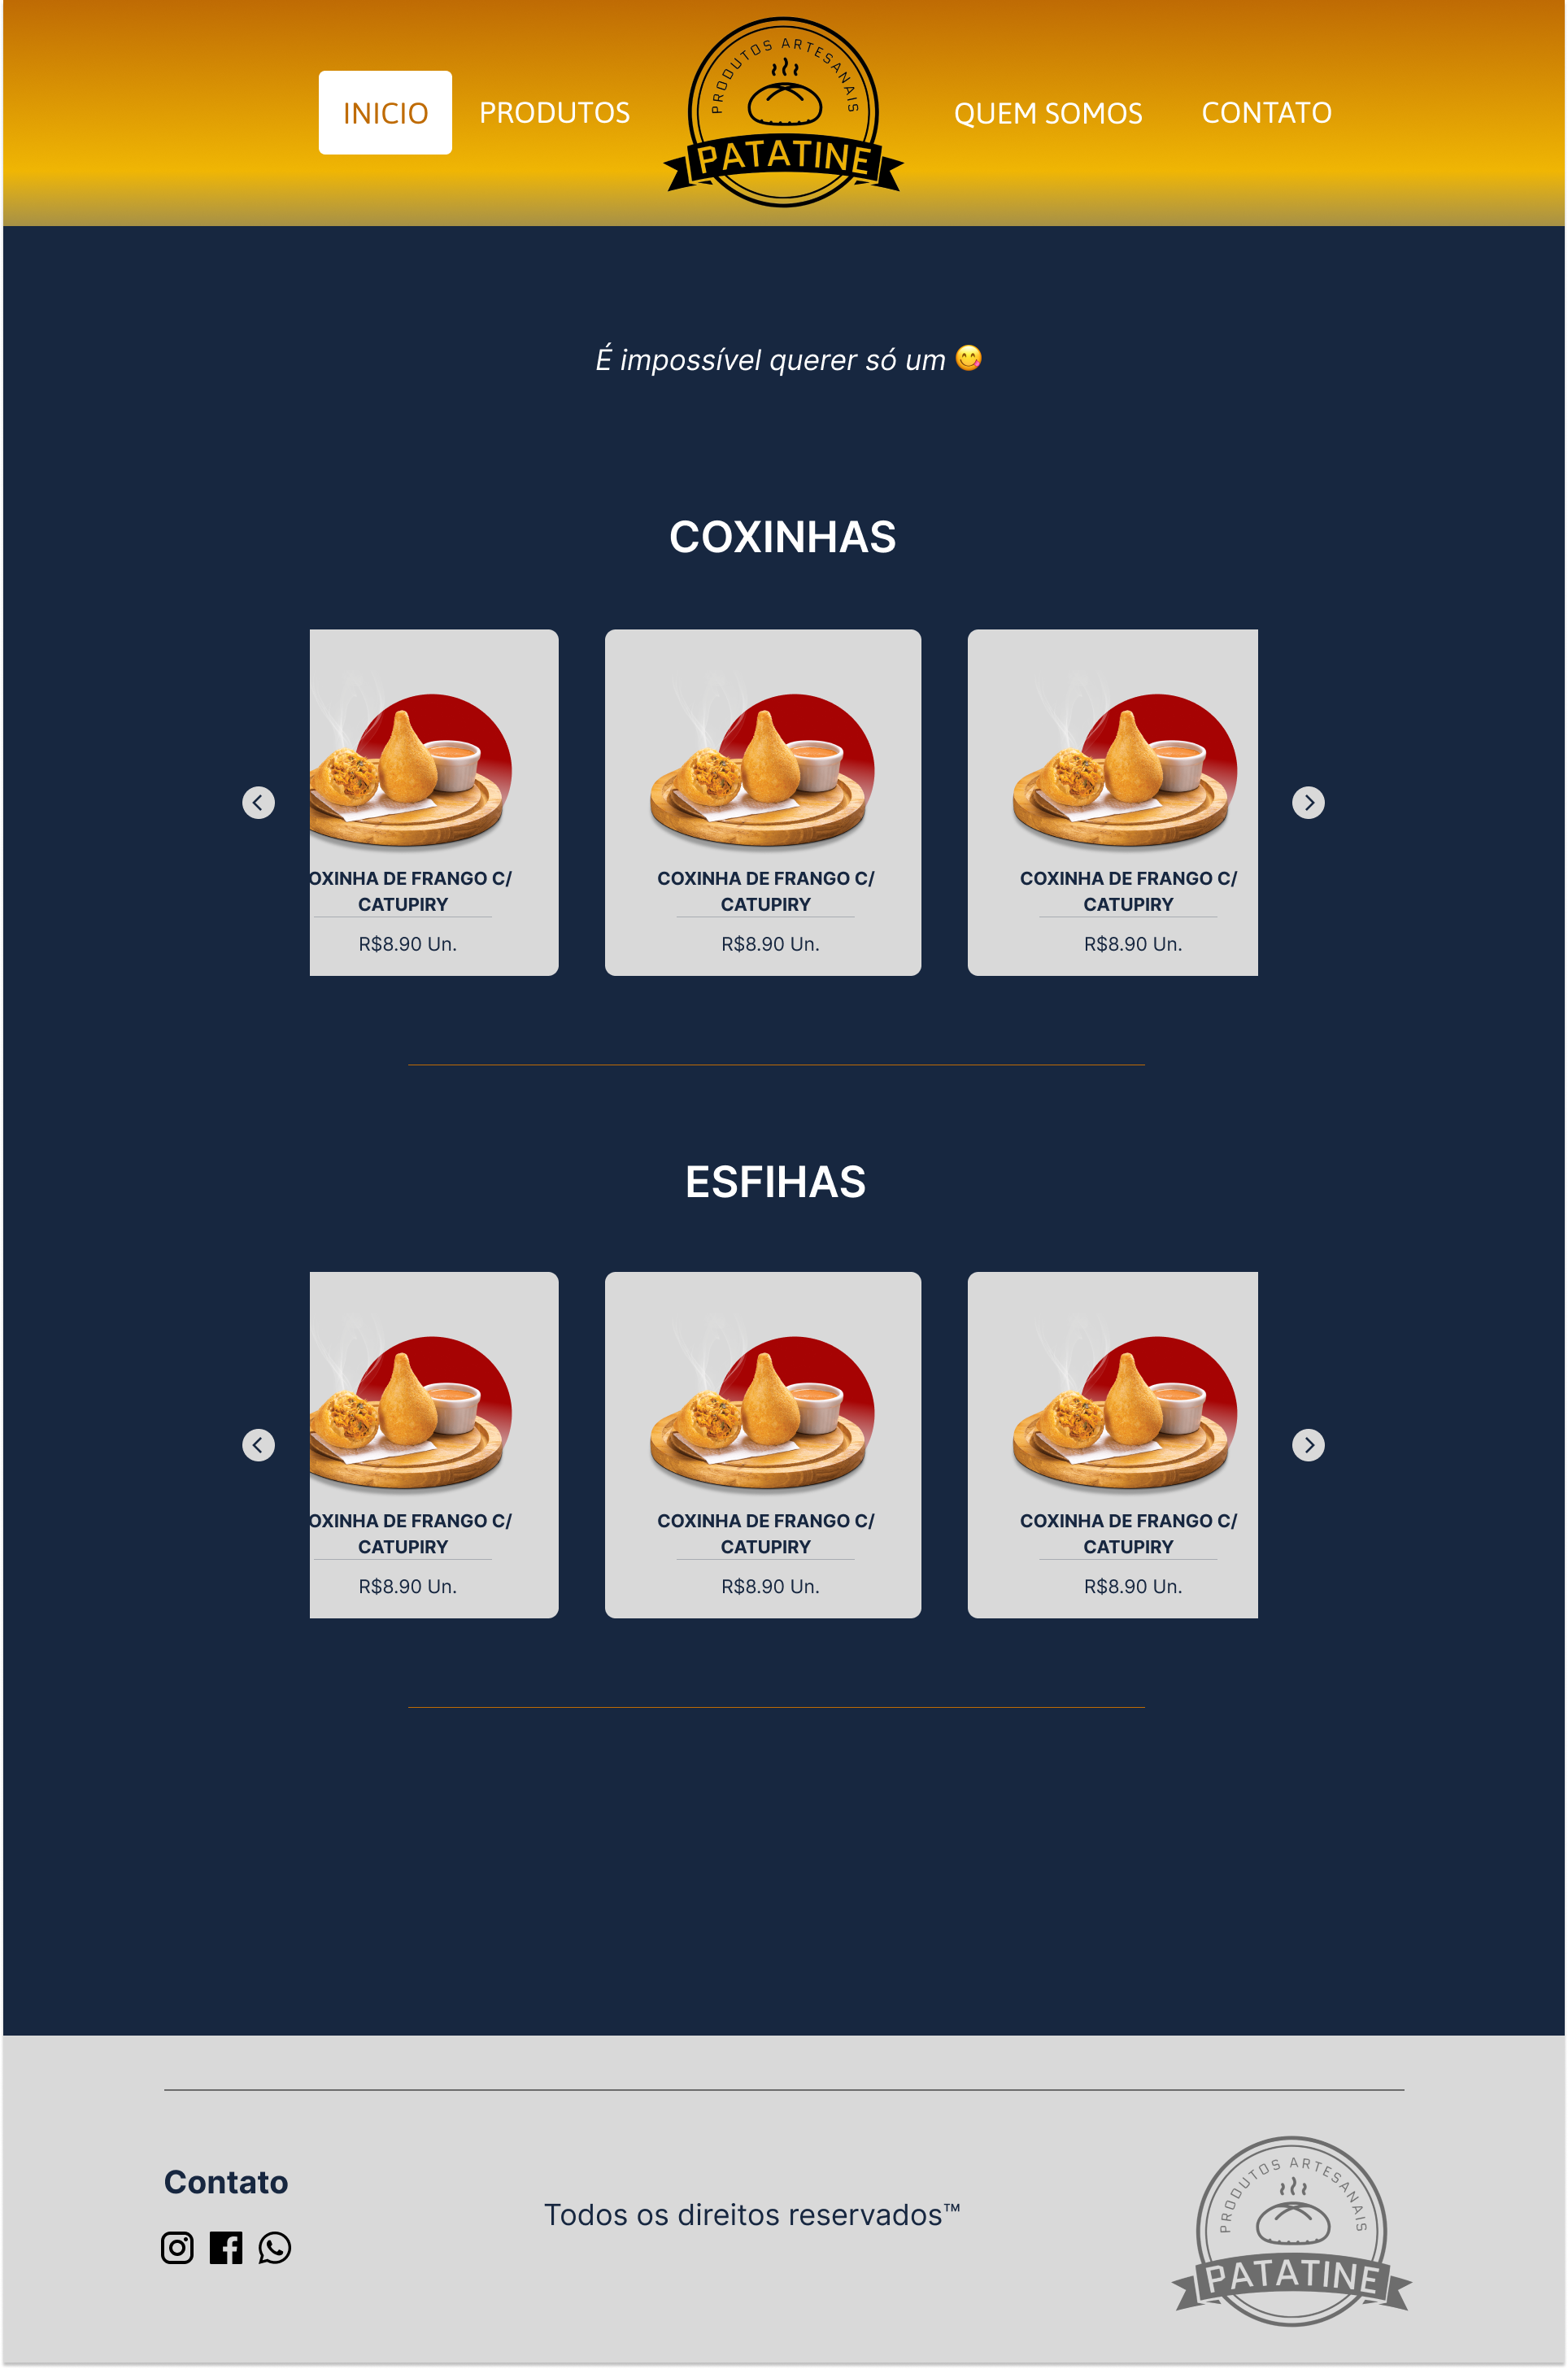 INICIO
PRODUTOS
PRODUTOS ARTESANAIS
PATATINE
QUEM SOMOS
CONTATO
É impossível querer só um 😋
COXINHAS
OXINHA DE FRANGO C/
CATUPIRY
R$8.90 Un.
COXINHA DE FRANGO C/
CATUPIRY
R$8.90 Un.
COXINHA DE FRANGO C/
CATUPIRY
R$8.90 Un.
ESFIHAS
OXINHA DE FRANGO C/
CATUPIRY
R$8.90 Un.
COXINHA DE FRANGO C/
CATUPIRY
R$8.90 Un.
COXINHA DE FRANGO C/
CATUPIRY
R$8.90 Un.
Contato
Todos os direitos reservados™
PRODUTOS ARTESANAIS
PATATINE